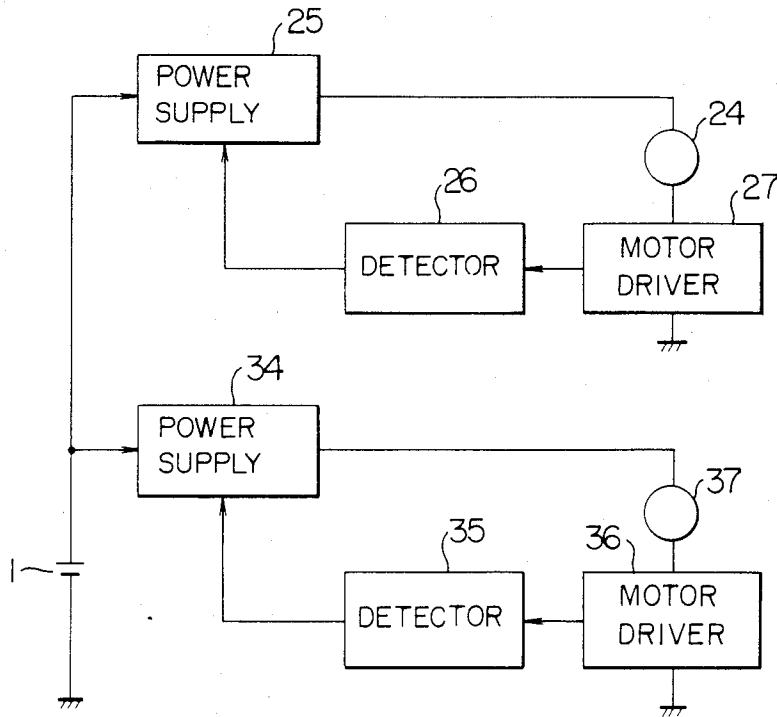 25
POWER
SUPPLY
24
26
27
DETECTOR
MOTOR
DRIVER
34
POWER
SUPPLY
37
35
36
1
DETECTOR
MOTOR
DRIVER